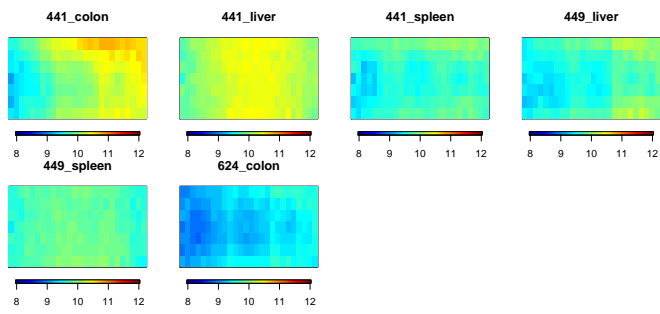 441_colon 441_liver 441_spleen 449_liver
8 9 10 11 12 8 9 10 11 12 8 9 10 11 12 8 9 10 11 12
449_spleen 624_colon
8 9 10 11 12 8 9 10 11 12